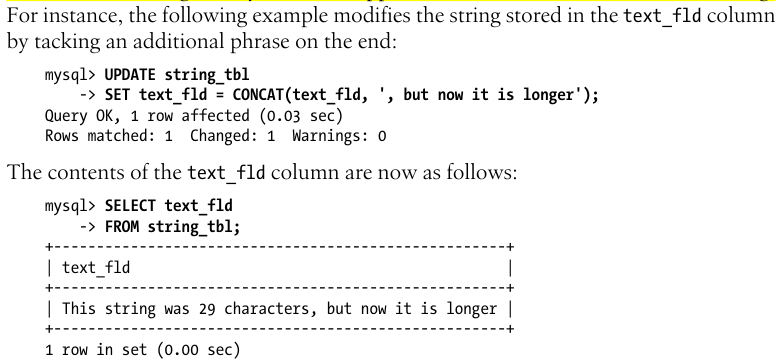 For instance, the following example modifies the string stored in the text_fld column
by tacking an additional phrase on the end:
mysql> UPDATE string_tbl
    -> SET text_fld = CONCAT(text_fld, ', but now it is longer');
Query OK, 1 row affected (0.03 sec)
Rows matched: 1  Changed: 1  Warnings: 0
The contents of the text_fld column are now as follows:
mysql> SELECT text_fld
    -> FROM string_tbl;
+-----------------------------------------------------+
| text_fld                                            |
+-----------------------------------------------------+
| This string was 29 characters, but now it is longer |
+-----------------------------------------------------+
1 row in set (0.00 sec)